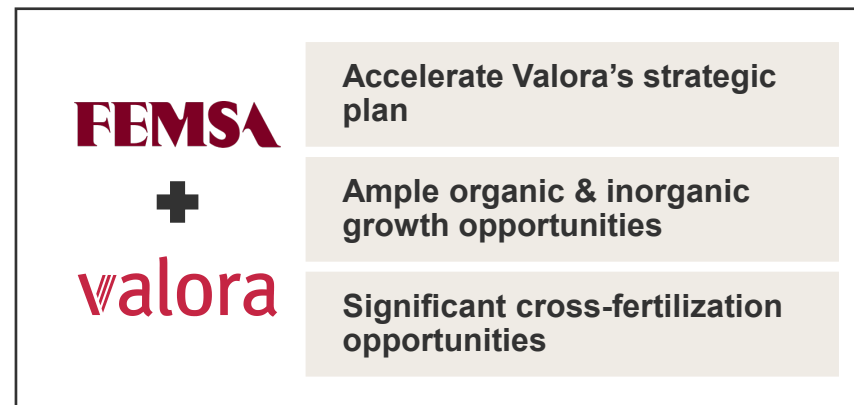 FEMSA
valora
Accelerate Valora’s strategic
plan
Ample organic & inorganic
growth opportunities
Significant cross-fertilization
opportunities